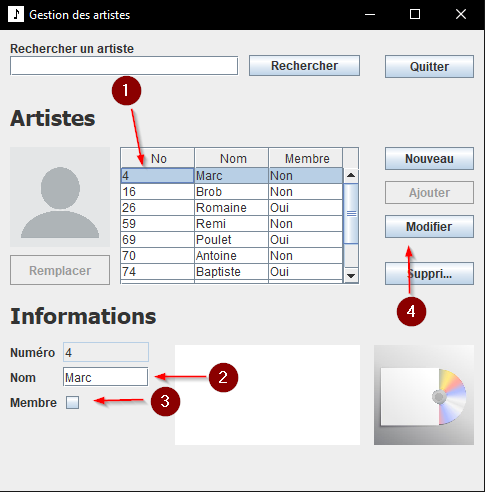 Gestion des artistes
Rechercher un artiste
Rechercher
Quitter
1
Artistes
No Nom Membre
4 Marc Non
16 Brob Non
26 Romaine Oui
59 Remi Non
69 Poulet Oui
70 Antoine Non
74 Baptiste Oui
Nouveau
Ajouter
Modifier
Suppri...
Remplacer
4
Informations
Numéro 4
Nom Marc
2
Membre
3